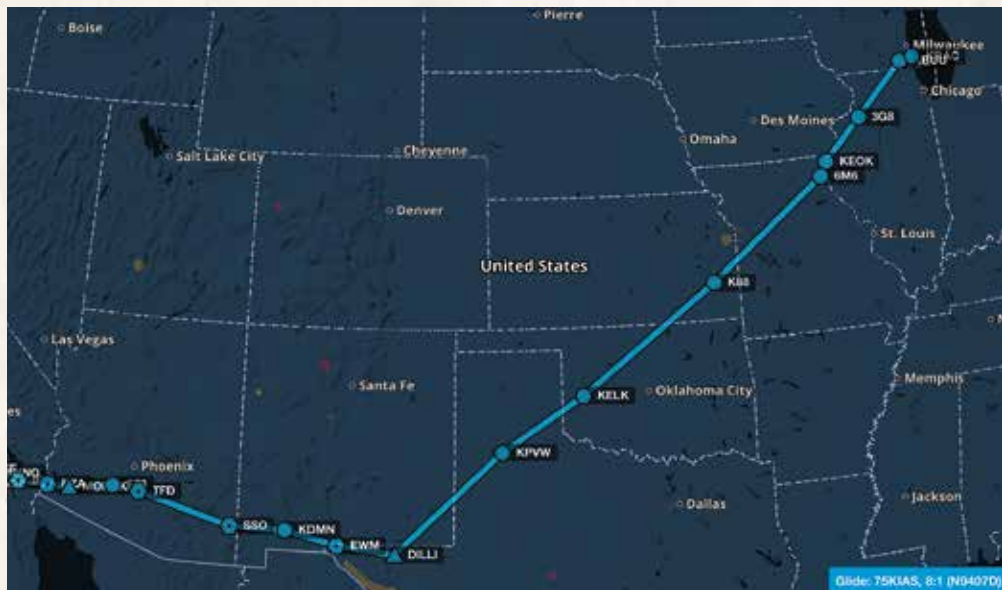 Boise
Pierre
Milwaukee
BUU
Chicago
3G8
Des Moines
Omaha
KEOK
6M6
Salt Lake City
Cheyenne
Denver
St. Louis
United States
K88
Las Vegas
Santa Fe
KELK
Oklahoma City
Memphis
KPVW
es
Phoenix
TFD
Dallas
Jackson
SSO
KDMN
EWM
DILLI
Glide: 75KIAS, 8:1 (N9407D)